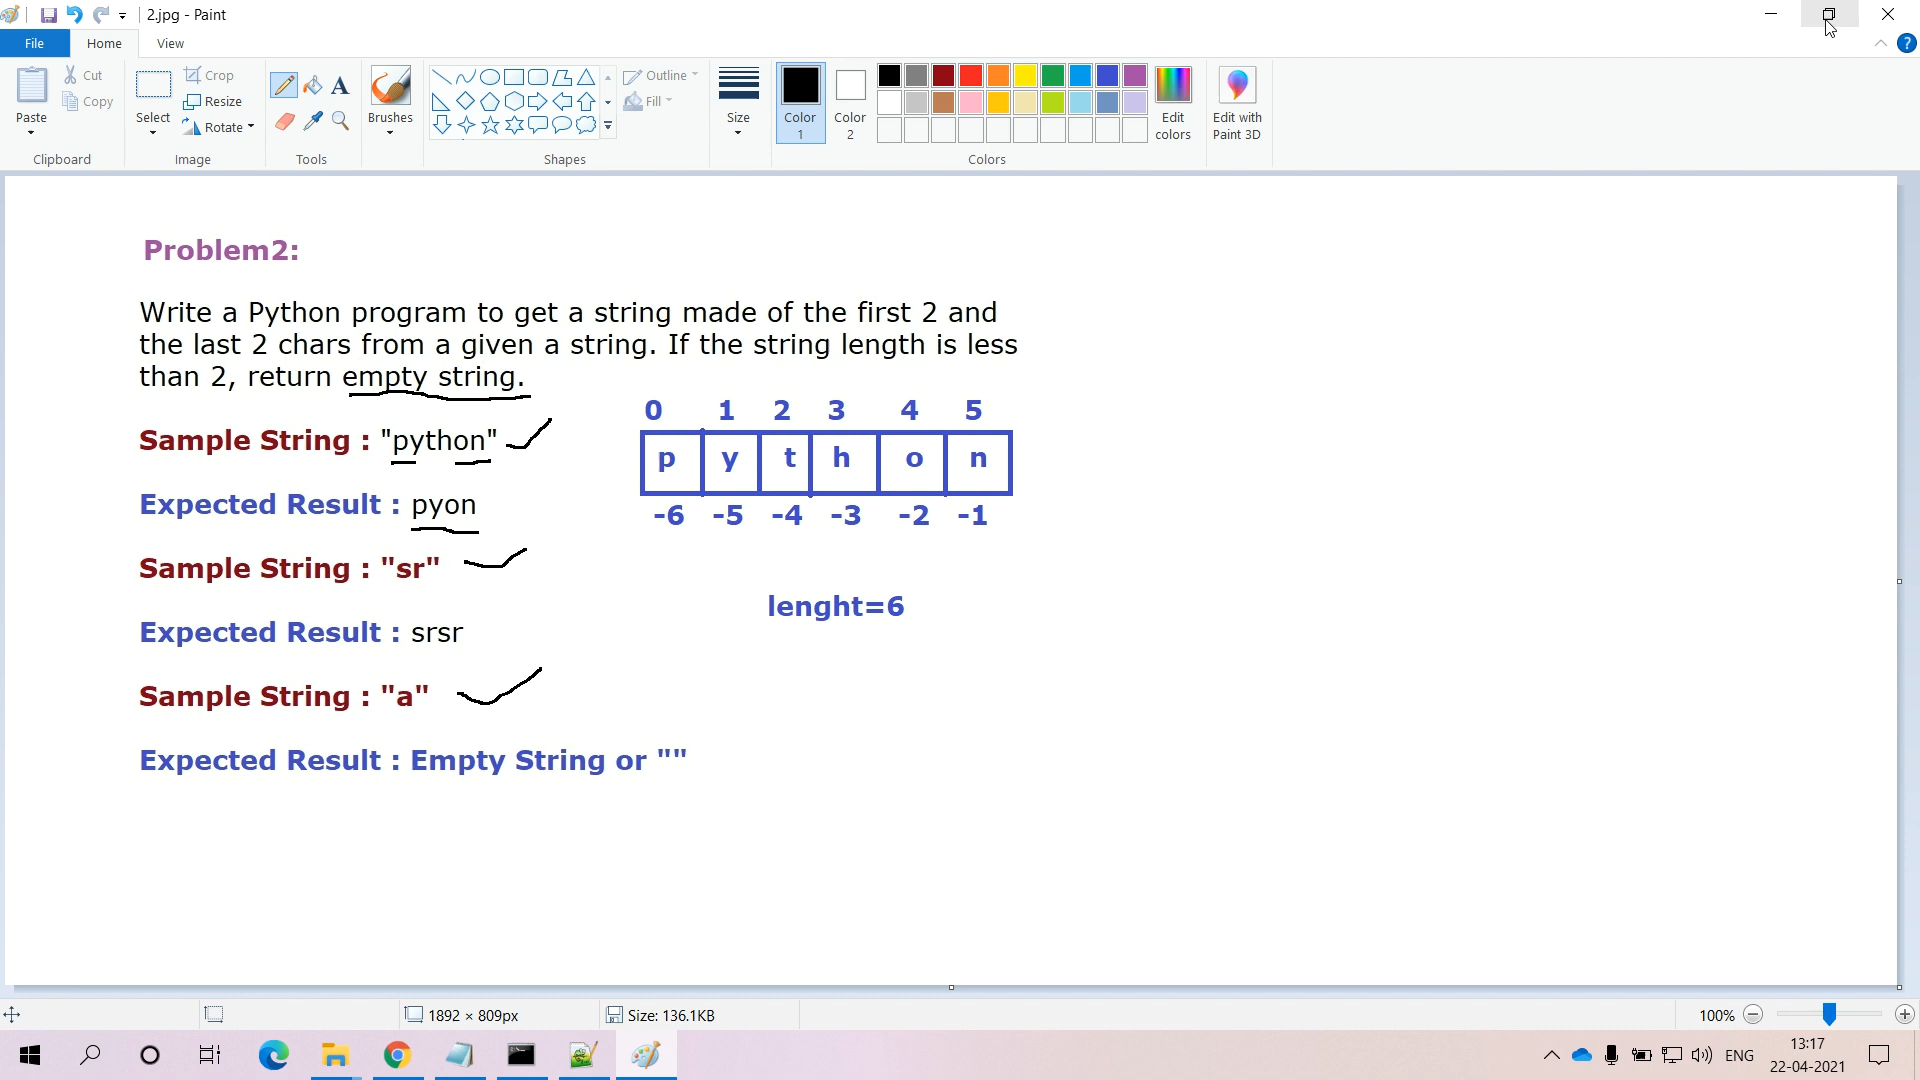 2.jpg - Paint
File Home View
Paste
Cut
Copy
Clipboard
Select
Crop
Resize
Rotate
Image
Tools
Brushes
Shapes
Outline
Fill
Size
Color 1
Color 2
Colors
Edit colors
Edit with Paint 3D
?
A
Problem2:
Write a Python program to get a string made of the first 2 and
the last 2 chars from a given a string. If the string length is less
than 2, return empty string.
Sample String : "python"
Expected Result : pyon
Sample String : "sr"
Expected Result : srsr
Sample String : "a"
Expected Result : Empty String or ""
0 1 2 3 4 5
p y t h o n
-6 -5 -4 -3 -2 -1
lenght=6
1892 × 809px
Size: 136.1KB
100%
ENG
13:17
22-04-2021